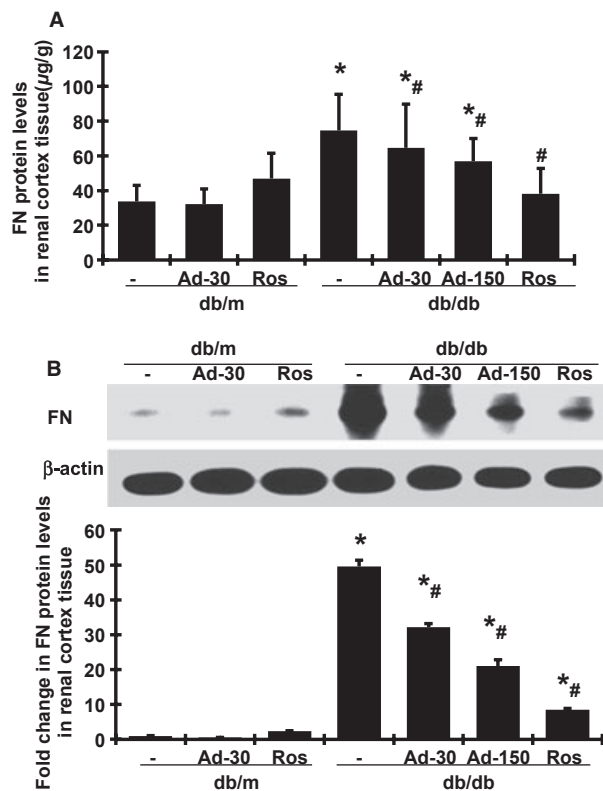 A
FN protein levels
in renal cortex tissue(µg/g)
120
100
80
60
40
20
0
* *# *# #
- Ad-30 Ros - Ad-30 Ad-150 Ros
db/m db/db
B
db/m db/db
- Ad-30 Ros - Ad-30 Ad-150 Ros
FN
β-actin
Fold change in FN protein levels
in renal cortex tissue
60
50
40
30
20
10
0
* *# *# *#
- Ad-30 Ros - Ad-30 Ad-150 Ros
db/m db/db